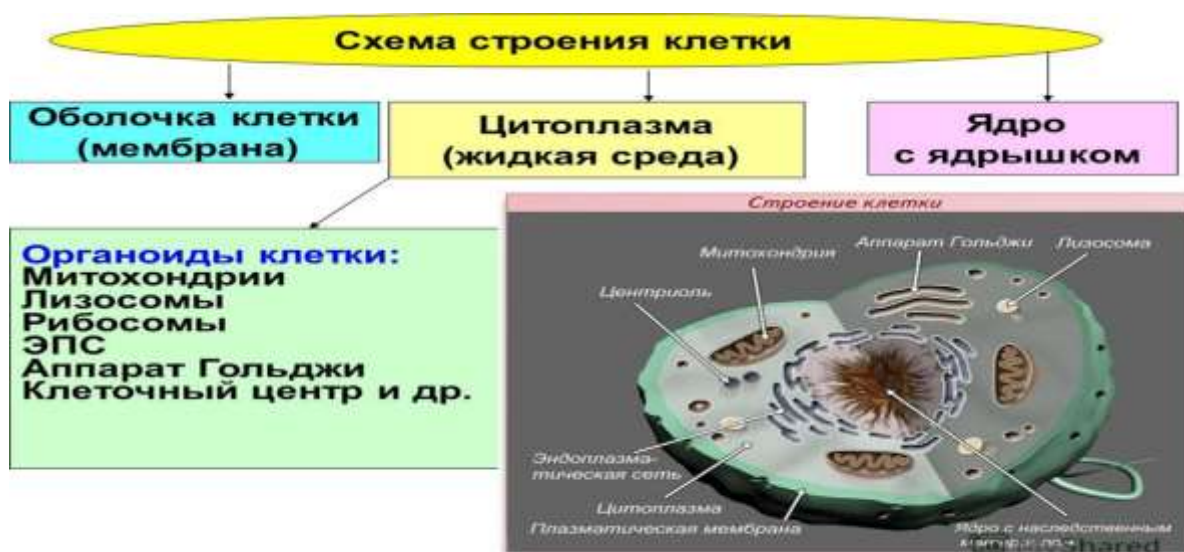 Схема строения клетки
Оболочка клетки
(мембрана)
Цитоплазма
(жидкая среда)
Ядро
с ядрышком
Органоиды клетки:
Митохондрии
Лизосомы
Рибосомы
ЭПС
Аппарат Гольджи
Клеточный центр и др.
Строение клетки
Митохондрия
Аппарат Гольджи
Лизосома
Центриоль
Эндоплазма-
тическая сеть
Цитоплазма
Плазматическая мембрана
Ядро с наследственным